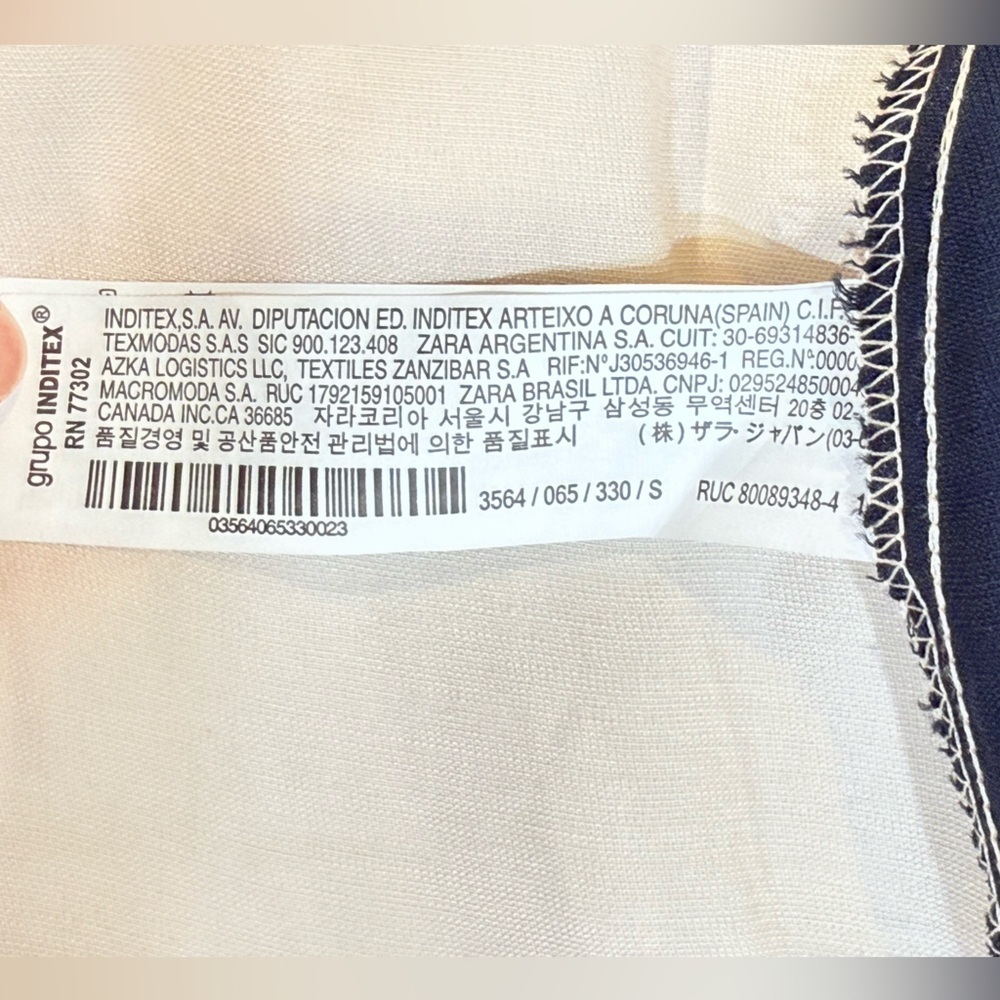 grupo INDITEX®
RN 77302
INDITEX,S.A. AV. DIPUTACION ED. INDITEX ARTEIXO A CORUNA(SPAIN) C.I.F.
TEXMODAS S.A.S SIC 900.123.408 ZARA ARGENTINA S.A. CUIT: 30-69314836-
AZKA LOGISTICS LLC, TEXTILES ZANZIBAR S.A RIF:NºJ30536946-1 REG.Nº:0000
MACROMODA S.A. RUC 1792159105001 ZARA BRASIL LTDA. CNPJ: 029524850004
CANADA INC.CA 36685 자라코리아 서울시 강남구 삼성동 무역센터 20층 02-
품질경영 및 공산품안전 관리법에 의한 품질표시 (株)ザラ・ジャパン(03-
3564 / 065 / 330 / S RUC 80089348-4
03564065330023